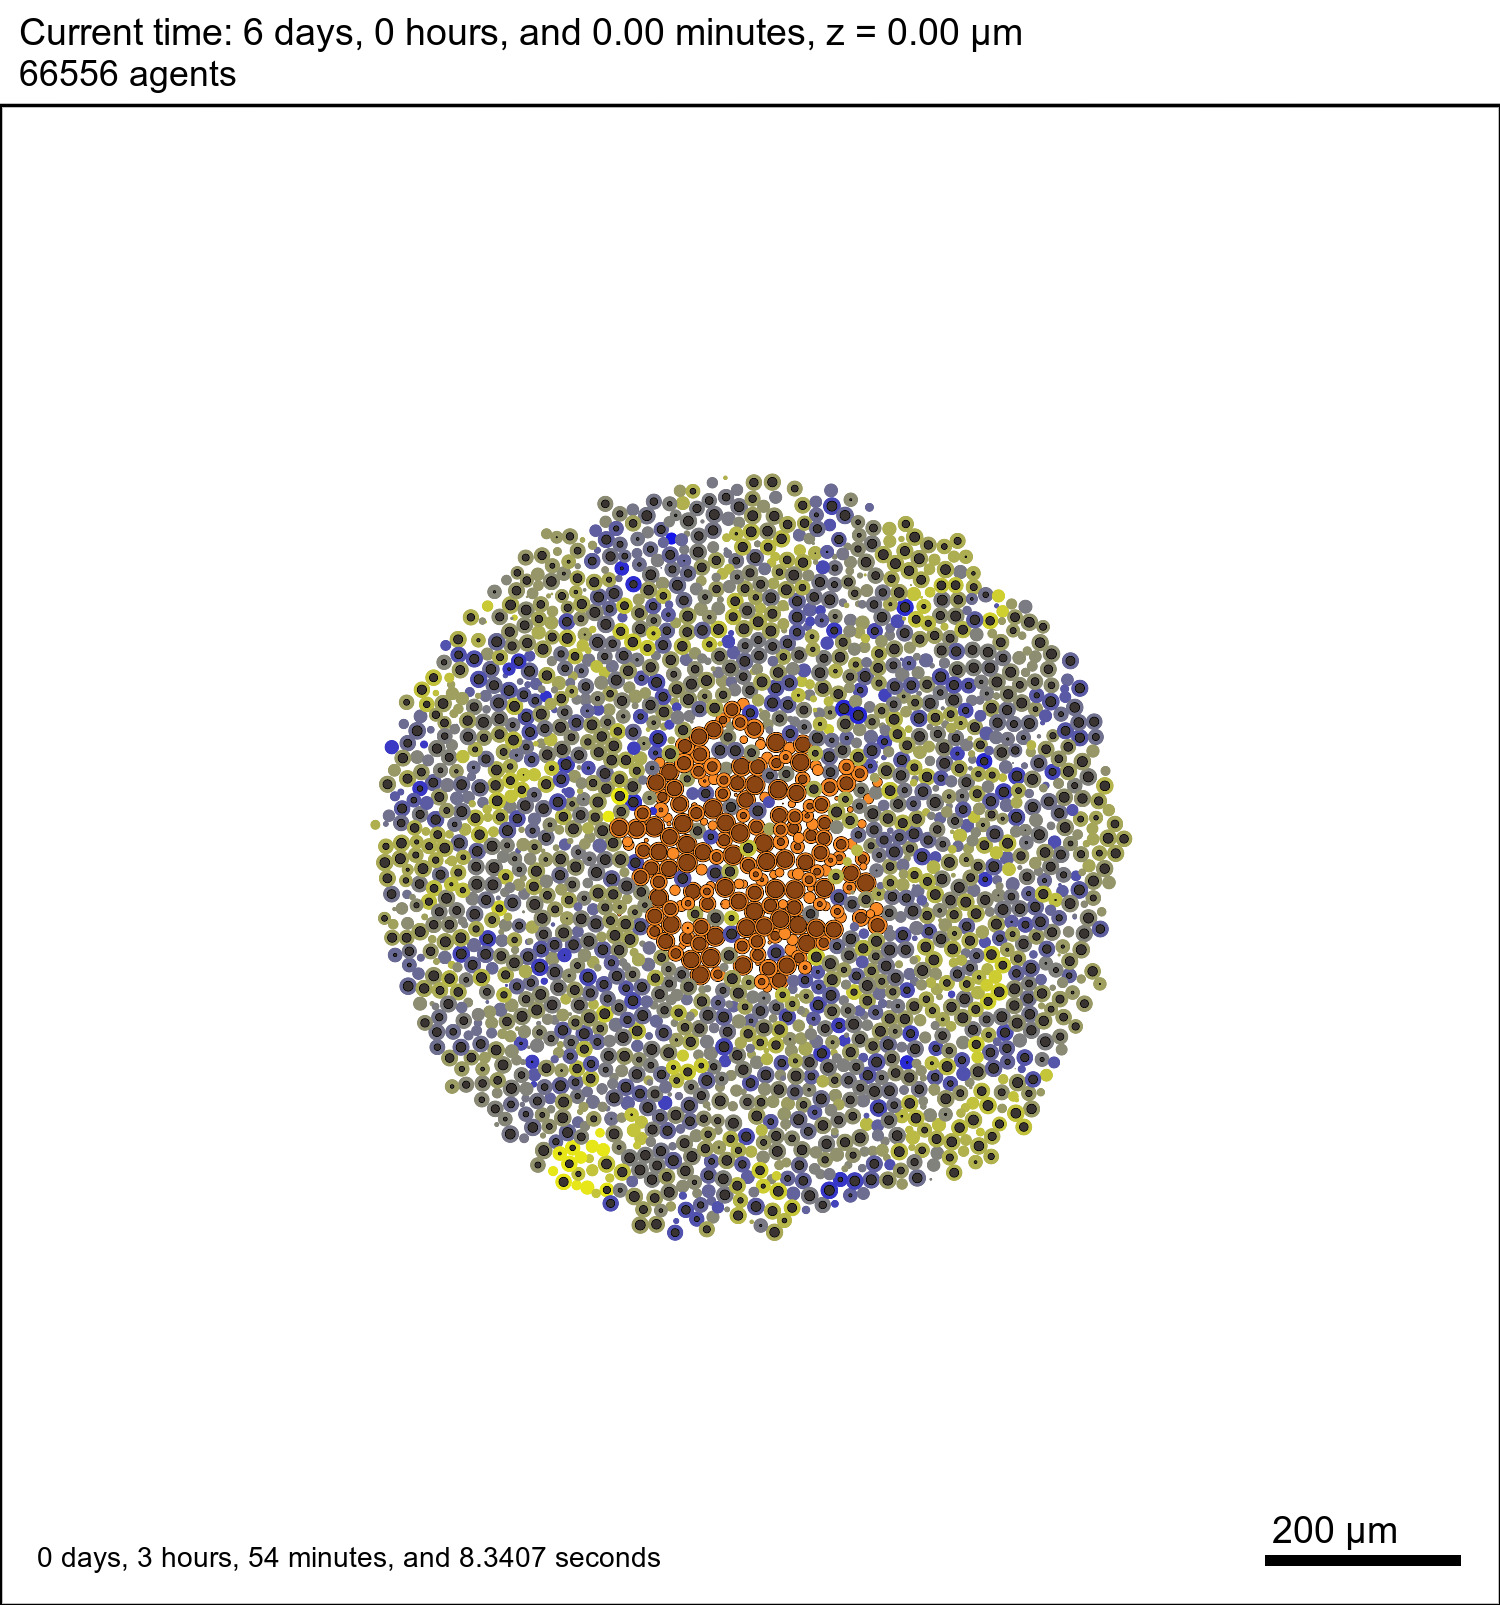 Current time: 6 days, 0 hours, and 0.00 minutes, z = 0.00 μm
66556 agents
200 μm
0 days, 3 hours, 54 minutes, and 8.3407 seconds